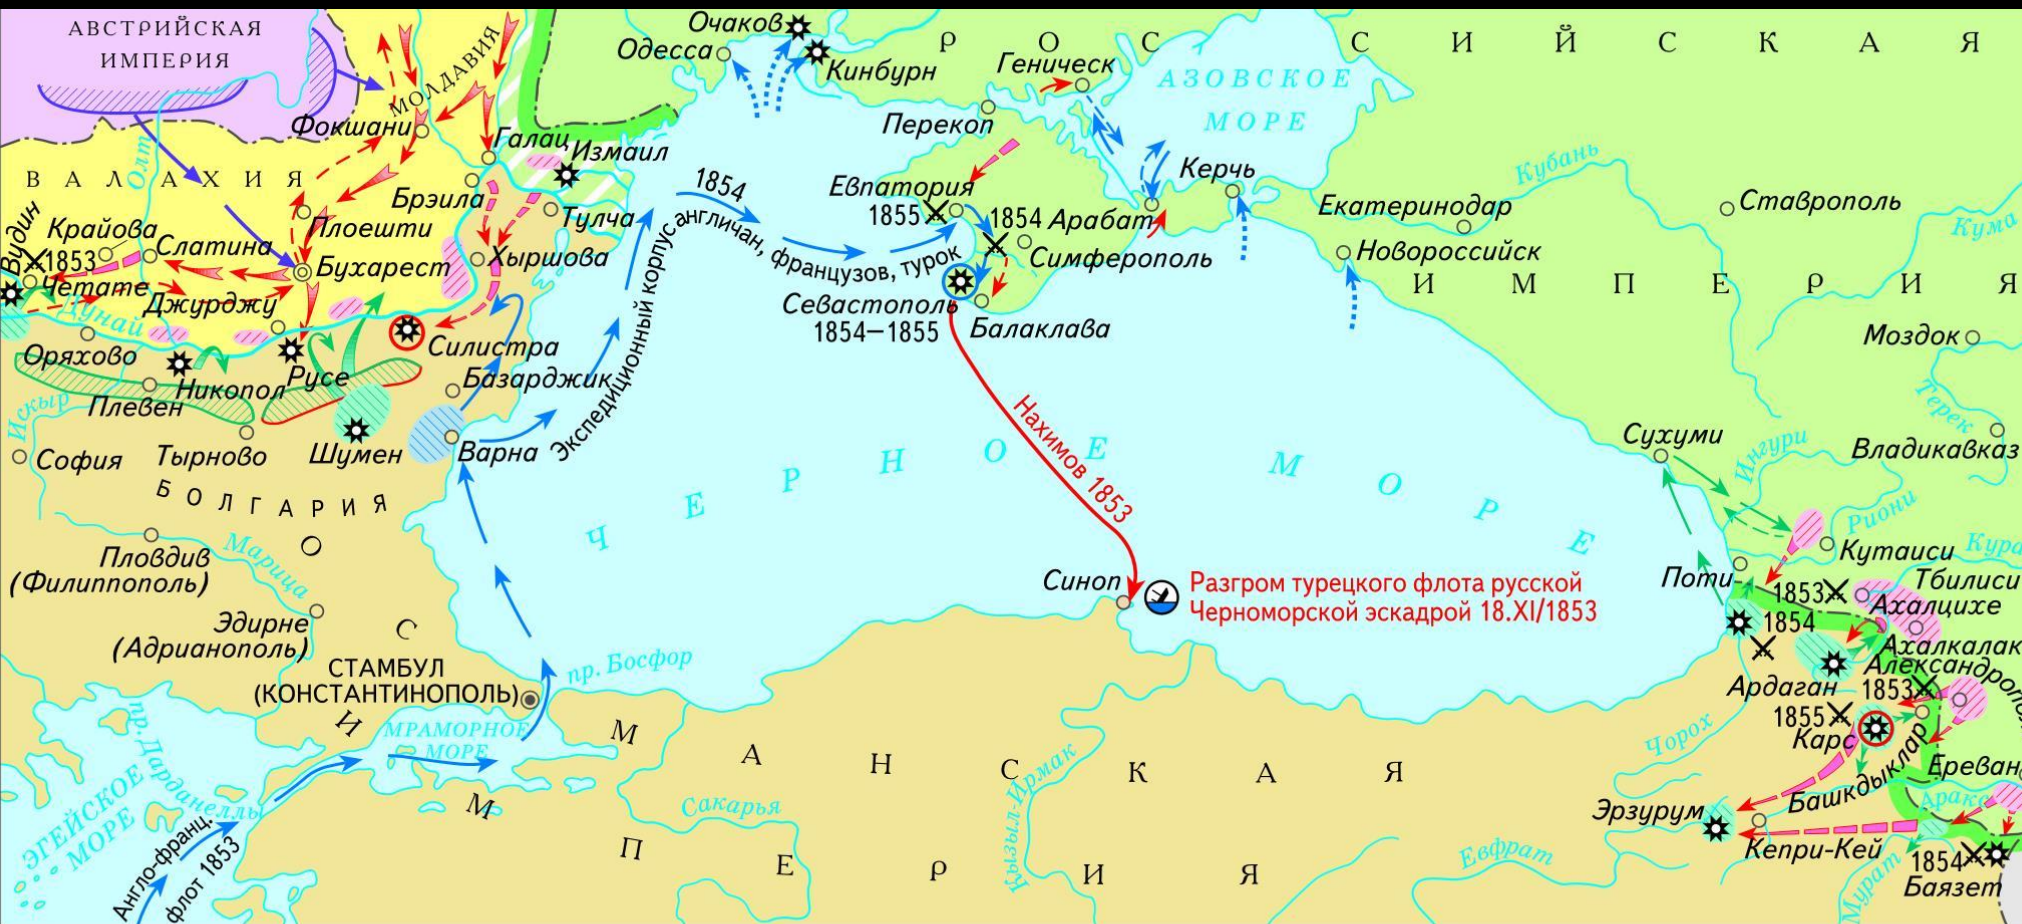 АВСТРИЙСКАЯ
ИМПЕРИЯ
МОЛДАВИЯ
ВАЛАХИЯ
Олт
Фокшани
Галац
Измаил
Брэила
Тулча
Плоешти
Хыршова
Бухарест
Слатина
Крайова
Вудин
1853
Четате
Джурджу
Дунай
Оряхово
Никопол
Русе
Силистра
Базарджик
Плевен
Искыр
Тырново
Шумен
Варна
София
БОЛГАРИЯ
Пловдив
(Филиппополь)
Марица
Эдирне
(Адрианополь)
СТАМБУЛ
(КОНСТАНТИНОПОЛЬ)
пр. Босфор
МРАМОРНОЕ
МОРЕ
пр. Дарданеллы
ЭГЕЙСКОЕ
МОРЕ
Англо-франц.
флот 1853
ОСМАНСКАЯ
ИМПЕРИЯ
Сакарья
Кызыл-Ирмак
Евфрат
РОССИЙСКАЯ
ИМПЕРИЯ
Очаков
Одесса
Кинбурн
Геническ
Перекоп
АЗОВСКОЕ
МОРЕ
Евпатория
1855
1854
Арабат
Керчь
Симферополь
Севастополь
1854–1855
Балаклава
1854
Экспедиционный корпус англичан, французов, турок
Нахимов 1853
ЧЕРНОЕ МОРЕ
Синоп
Разгром турецкого флота русской
Черноморской эскадрой 18.XI/1853
Екатеринодар
Новороссийск
Кубань
Ставрополь
Кума
Моздок
Терек
Владикавказ
Сухуми
Ингури
Риони
Кутаиси
Кура
Поти
Тбилиси
1853
Ахалцихе
1854
Ахалкалак
Александропол
Ардаган
1853
1855
Карс
Чорох
Башкдыклар
Ереван
Аракс
Эрзурум
Кепри-Кей
Мурат
1854
Баязет